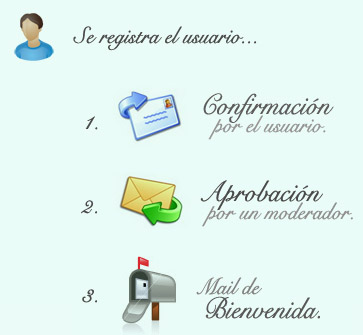 Se registra el usuario...
1. Confirmación
por el usuario.
2. Aprobación
por un moderador.
3. Mail de
Bienvenida.